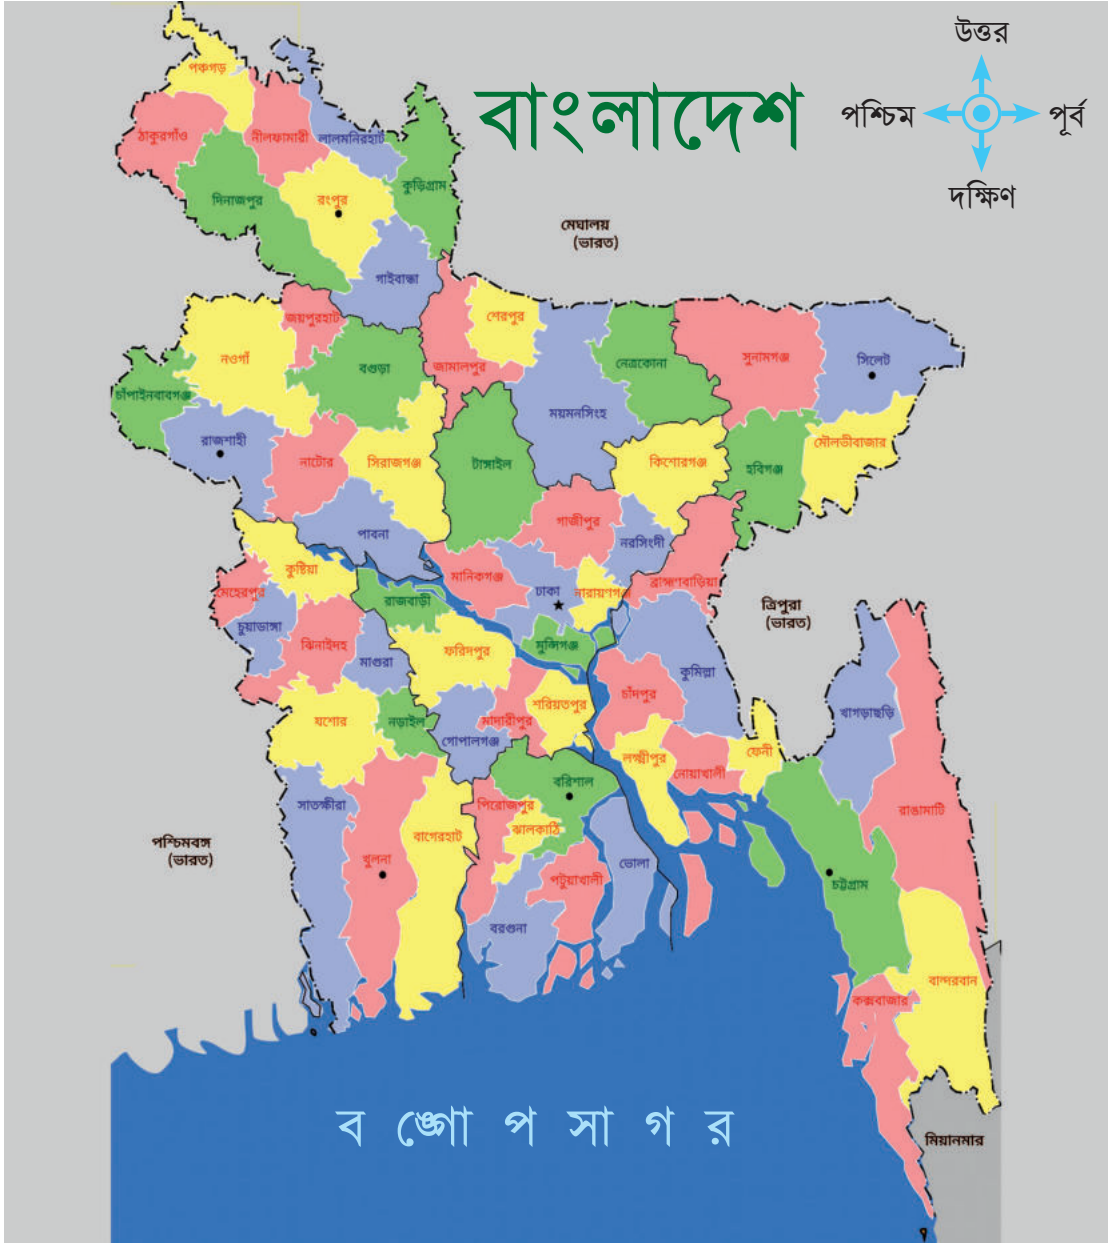 উত্তর
বাংলাদেশ
পশ্চিম
পূর্ব
দক্ষিণ
পঞ্চগড়
ঠাকুরগাঁও
নীলফামারী
লালমনিরহাট
দিনাজপুর
রংপুর
কুড়িগ্রাম
মেঘালয়
(ভারত)
গাইবান্ধা
জয়পুরহাট
শেরপুর
নওগাঁ
বগুড়া
জামালপুর
নেত্রকোনা
সুনামগঞ্জ
সিলেট
চাঁপাইনবাবগঞ্জ
ময়মনসিংহ
রাজশাহী
নাটোর
সিরাজগঞ্জ
টাঙ্গাইল
কিশোরগঞ্জ
হবিগঞ্জ
মৌলভীবাজার
পাবনা
গাজীপুর
নরসিংদী
কুষ্টিয়া
মেহেরপুর
মানিকগঞ্জ
ঢাকা
নারায়ণগঞ্জ
ব্রাহ্মণবাড়িয়া
রাজবাড়ী
ত্রিপুরা
(ভারত)
চুয়াডাঙ্গা
ঝিনাইদহ
মাগুরা
ফরিদপুর
মুন্সিগঞ্জ
কুমিল্লা
যশোর
নড়াইল
গোপালগঞ্জ
মাদারীপুর
শরিয়তপুর
চাঁদপুর
খাগড়াছড়ি
লক্ষ্মীপুর
নোয়াখালী
ফেনী
সাতক্ষীরা
বরিশাল
পিরোজপুর
রাঙামাটি
পশ্চিমবঙ্গ
(ভারত)
বাগেরহাট
ঝালকাঠি
খুলনা
ভোলা
পটুয়াখালী
চট্টগ্রাম
বরগুনা
বান্দরবান
কক্সবাজার
ব ঙ্গো প সা গ র
মিয়ানমার